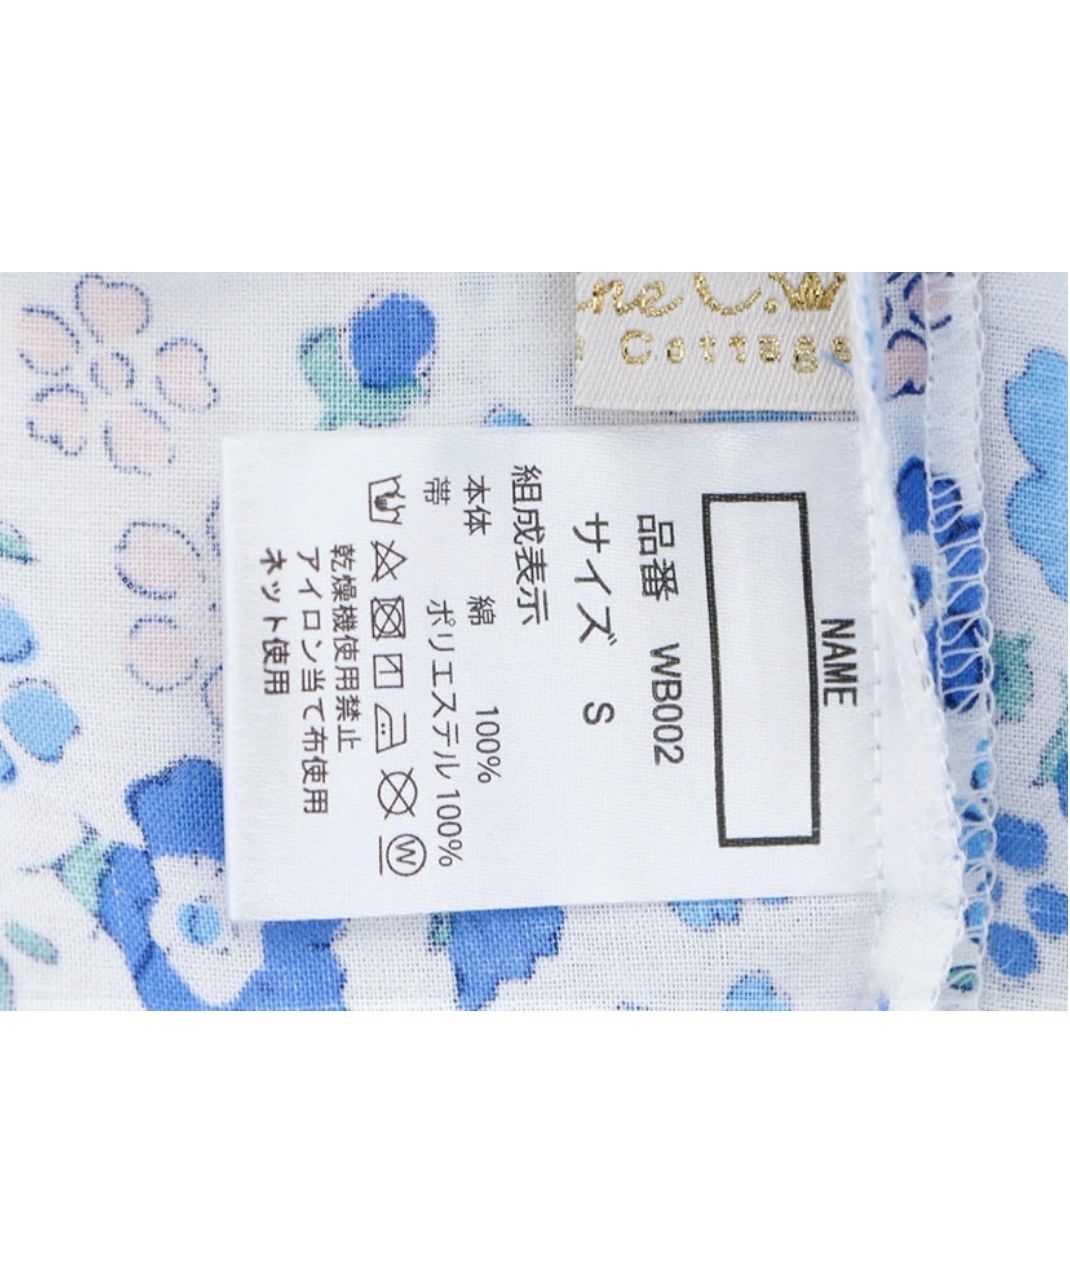 ne
Cottage
NAME
品番 WB002
サイズ S
組成表示
本体 綿 100%
帯 ポリエステル 100%
W
乾燥機使用禁止
アイロン当て布使用
ネット使用